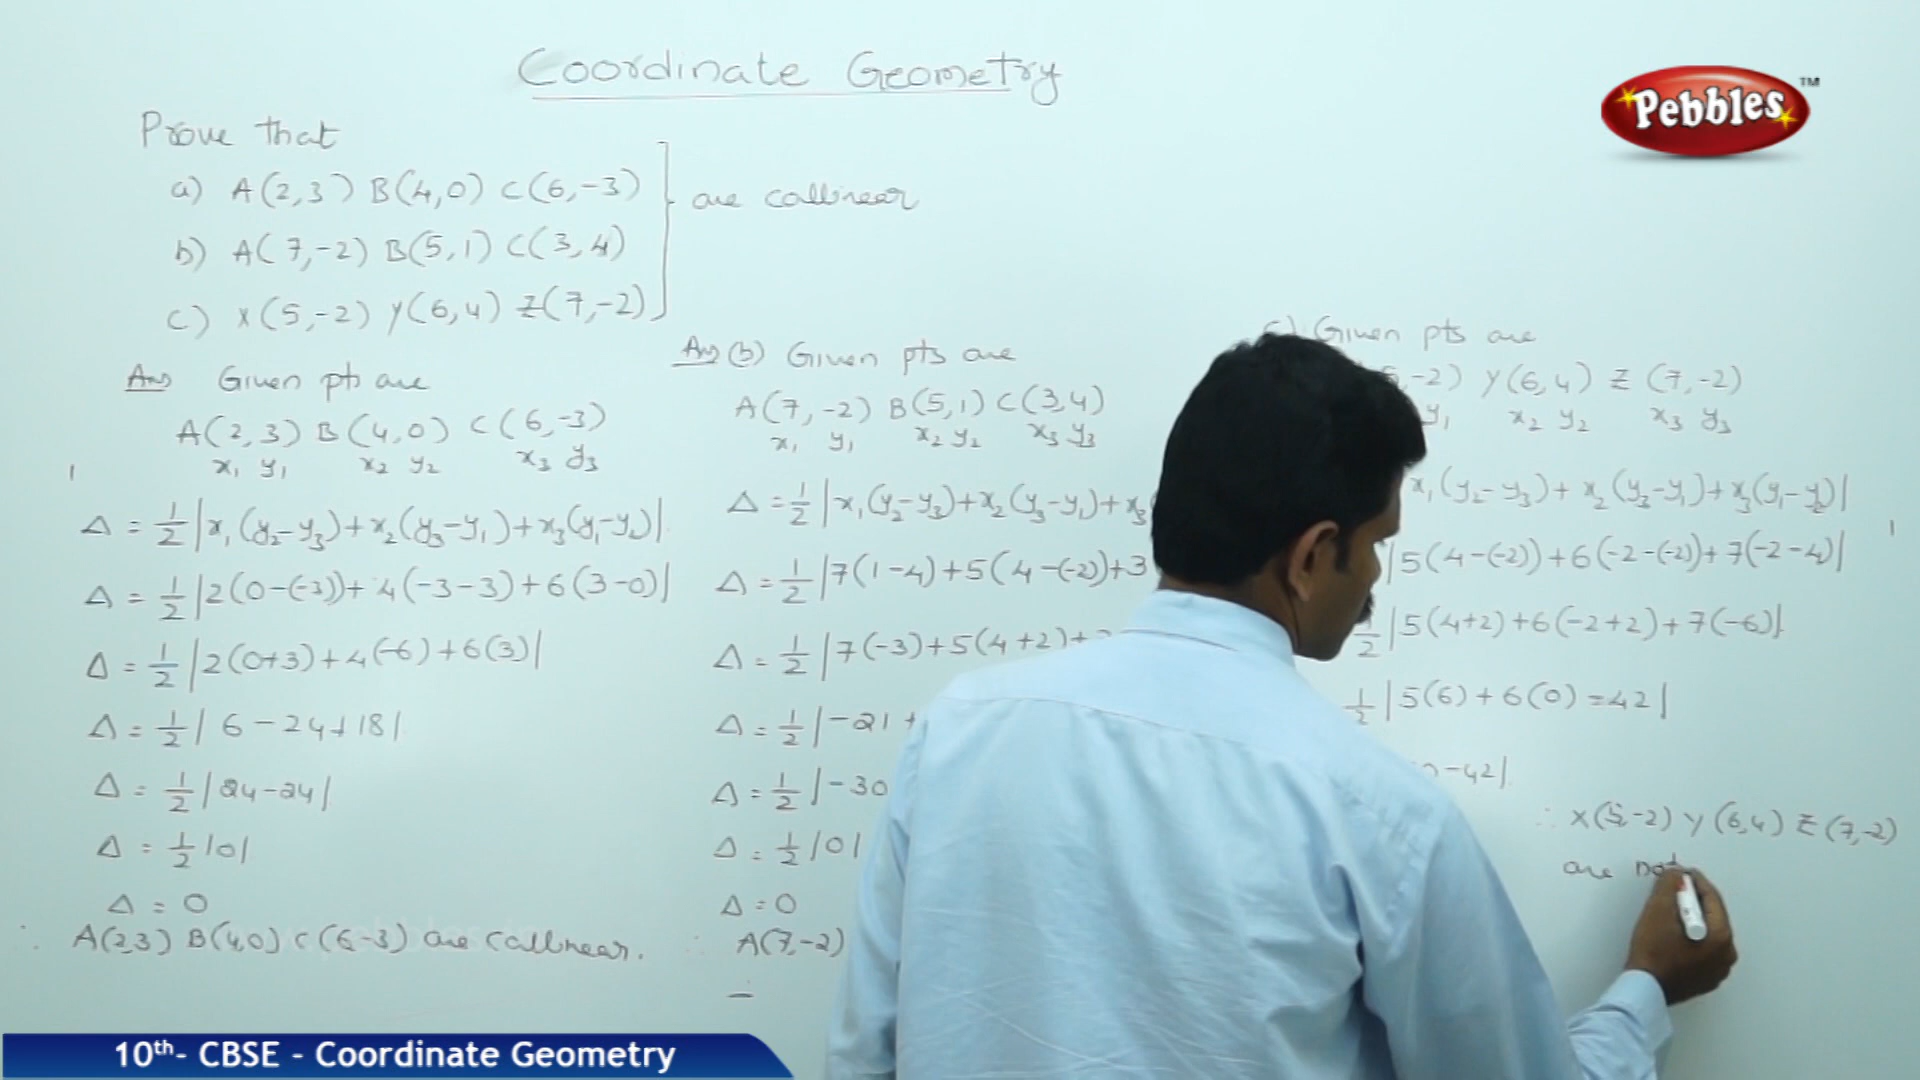 Coordinate Geometry
Pebbles™
Prove that
a) A(2,3) B(4,0) C(6,-3)
b) A(7,-2) B(5,1) C(3,4)
c) X(5,-2) Y(6,4) Z(7,-2)
are collinear
Ans Given pts are
A(2,3) B(4,0) C(6,-3)
x₁ y₁ x₂ y₂ x₃ y₃
Δ = 1/2 |x₁(y₂-y₃)+x₂(y₃-y₁)+x₃(y₁-y₂)|
Δ = 1/2 |2(0-(-3))+4(-3-3)+6(3-0)|
Δ = 1/2 |2(0+3)+4(-6)+6(3)|
Δ = 1/2 |6-24+18|
Δ = 1/2 |24-24|
Δ = 1/2 |0|
Δ = 0
∴ A(2,3) B(4,0) C(6,-3) are collinear.
Ans (b) Given pts are
A(7,-2) B(5,1) C(3,4)
x₁ y₁ x₂ y₂ x₃ y₃
Δ = 1/2 |x₁(y₂-y₃)+x₂(y₃-y₁)+x₃
Δ = 1/2 |7(1-4)+5(4-(-2))+3
Δ = 1/2 |7(-3)+5(4+2)+
Δ = 1/2 |-21+
Δ = 1/2 |-30
Δ = 1/2 |0|
Δ = 0
∴ A(7,-2)
c) Given pts are
-2) Y(6,4) Z(7,-2)
y₁ x₂ y₂ x₃ y₃
x₁(y₂-y₃)+x₂(y₃-y₁)+x₃(y₁-y₂)|
|5(4-(-2))+6(-2-(-2))+7(-2-4)|
1/2 |5(4+2)+6(-2+2)+7(-6)|
1/2 |5(6)+6(0)=42|
-42|
∴ X(5,-2) Y(6,4) Z(7,-2)
are not
10th- CBSE - Coordinate Geometry